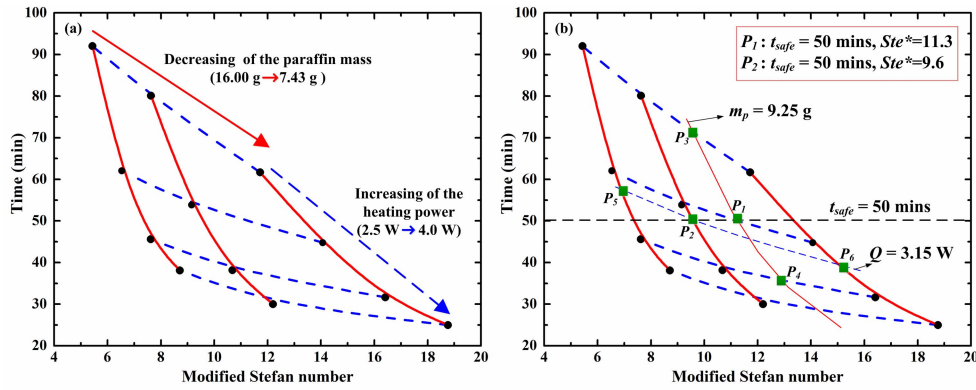 (a)
Decreasing of the paraffin mass
(16.00 g→7.43 g )
Increasing of the
heating power
(2.5 W→4.0 W)
Time (min)
100
90
80
70
60
50
40
30
20
4 6 8 10 12 14 16 18 20
Modified Stefan number
(b)
P1 : tsafe = 50 mins, Ste*=11.3
P2 : tsafe = 50 mins, Ste*=9.6
mp = 9.25 g
P3
P5
P1
P2
tsafe = 50 mins
P6
Q = 3.15 W
P4
Time (min)
100
90
80
70
60
50
40
30
20
4 6 8 10 12 14 16 18 20
Modified Stefan number